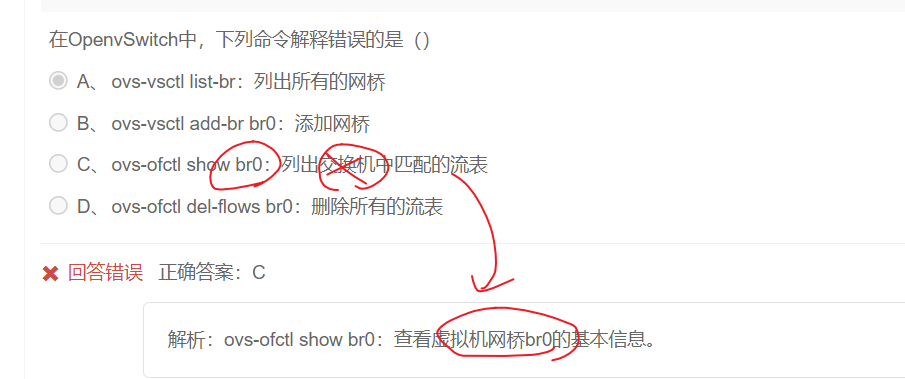 在OpenvSwitch中，下列命令解释错误的是（）
A、 ovs-vsctl list-br：列出所有的网桥
B、 ovs-vsctl add-br br0：添加网桥
C、 ovs-ofctl show br0：列出交换机中匹配的流表
D、 ovs-ofctl del-flows br0：删除所有的流表
✖ 回答错误 正确答案：C
解析：ovs-ofctl show br0：查看虚拟机网桥br0的基本信息。